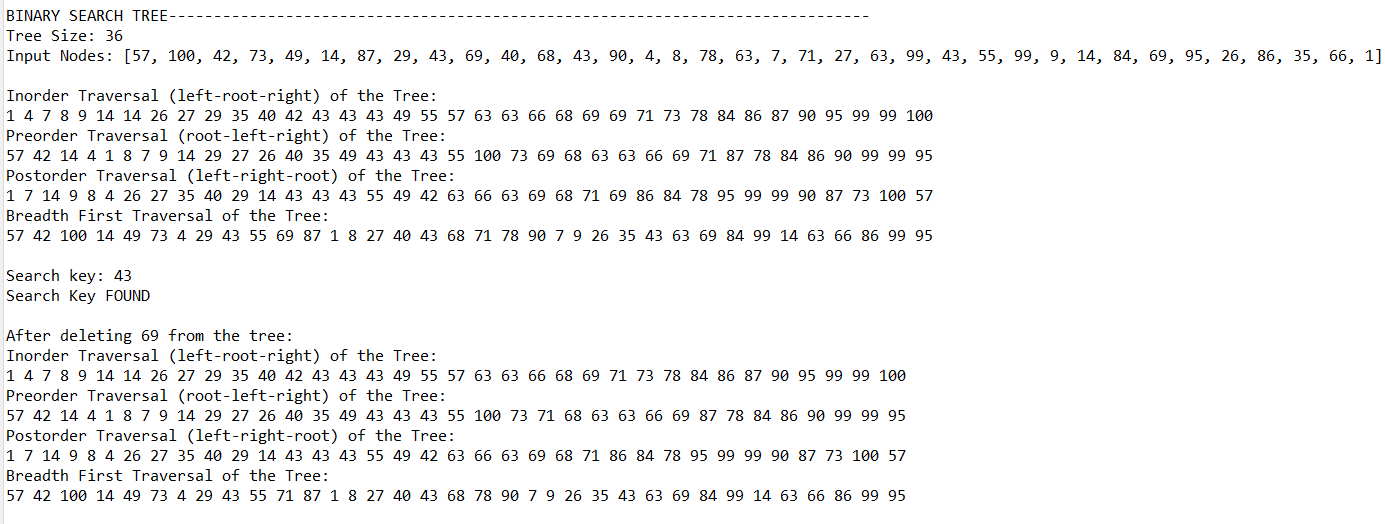 BINARY SEARCH TREE------------------------------------------------------------------------------
Tree Size: 36
Input Nodes: [57, 100, 42, 73, 49, 14, 87, 29, 43, 69, 40, 68, 43, 90, 4, 8, 78, 63, 7, 71, 27, 63, 99, 43, 55, 99, 9, 14, 84, 69, 95, 26, 86, 35, 66, 1]
Inorder Traversal (left-root-right) of the Tree:
1 4 7 8 9 14 14 26 27 29 35 40 42 43 43 43 49 55 57 63 63 66 68 69 69 71 73 78 84 86 87 90 95 99 99 100
Preorder Traversal (root-left-right) of the Tree:
57 42 14 4 1 8 7 9 14 29 27 26 40 35 49 43 43 43 55 100 73 69 68 63 63 66 69 71 87 78 84 86 90 99 99 95
Postorder Traversal (left-right-root) of the Tree:
1 7 14 9 8 4 26 27 35 40 29 14 43 43 43 55 49 42 63 66 63 69 68 71 69 86 84 78 95 99 99 90 87 73 100 57
Breadth First Traversal of the Tree:
57 42 100 14 49 73 4 29 43 55 69 87 1 8 27 40 43 68 71 78 90 7 9 26 35 43 63 69 84 99 14 63 66 86 99 95
Search key: 43
Search Key FOUND
After deleting 69 from the tree:
Inorder Traversal (left-root-right) of the Tree:
1 4 7 8 9 14 14 26 27 29 35 40 42 43 43 43 49 55 57 63 63 66 68 69 71 73 78 84 86 87 90 95 99 99 100
Preorder Traversal (root-left-right) of the Tree:
57 42 14 4 1 8 7 9 14 29 27 26 40 35 49 43 43 43 55 100 73 71 68 63 63 66 69 87 78 84 86 90 99 99 95
Postorder Traversal (left-right-root) of the Tree:
1 7 14 9 8 4 26 27 35 40 29 14 43 43 43 55 49 42 63 66 63 69 68 71 86 84 78 95 99 99 90 87 73 100 57
Breadth First Traversal of the Tree:
57 42 100 14 49 73 4 29 43 55 71 87 1 8 27 40 43 68 78 90 7 9 26 35 43 63 69 84 99 14 63 66 86 99 95